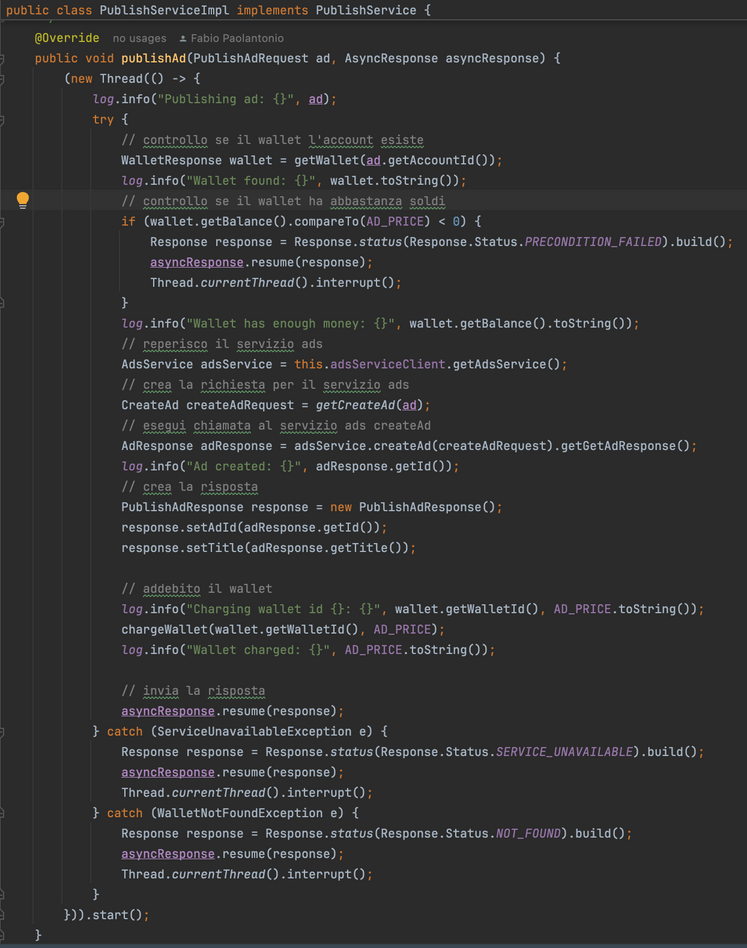 public class PublishServiceImpl implements PublishService {
@Override no usages Fabio Paolantonio
public void publishAd(PublishAdRequest ad, AsyncResponse asyncResponse) {
(new Thread(() -> {
log.info("Publishing ad: {}", ad);
try {
// controllo se il wallet l'account esiste
WalletResponse wallet = getWallet(ad.getAccountId());
log.info("Wallet found: {}", wallet.toString());
// controllo se il wallet ha abbastanza soldi
if (wallet.getBalance().compareTo(AD_PRICE) < 0) {
Response response = Response.status(Response.Status.PRECONDITION_FAILED).build();
asyncResponse.resume(response);
Thread.currentThread().interrupt();
}
log.info("Wallet has enough money: {}", wallet.getBalance().toString());
// reperisco il servizio ads
AdsService adsService = this.adsServiceClient.getAdsService();
// crea la richiesta per il servizio ads
CreateAd createAdRequest = getCreateAd(ad);
// esegui chiamata al servizio ads createAd
AdResponse adResponse = adsService.createAd(createAdRequest).getGetAdResponse();
log.info("Ad created: {}", adResponse.getId());
// crea la risposta
PublishAdResponse response = new PublishAdResponse();
response.setAdId(adResponse.getId());
response.setTitle(adResponse.getTitle());
// addebito il wallet
log.info("Charging wallet id {}: {}", wallet.getWalletId(), AD_PRICE.toString());
chargeWallet(wallet.getWalletId(), AD_PRICE);
log.info("Wallet charged: {}", AD_PRICE.toString());
// invia la risposta
asyncResponse.resume(response);
} catch (ServiceUnavailableException e) {
Response response = Response.status(Response.Status.SERVICE_UNAVAILABLE).build();
asyncResponse.resume(response);
Thread.currentThread().interrupt();
} catch (WalletNotFoundException e) {
Response response = Response.status(Response.Status.NOT_FOUND).build();
asyncResponse.resume(response);
Thread.currentThread().interrupt();
}
})).start();
}